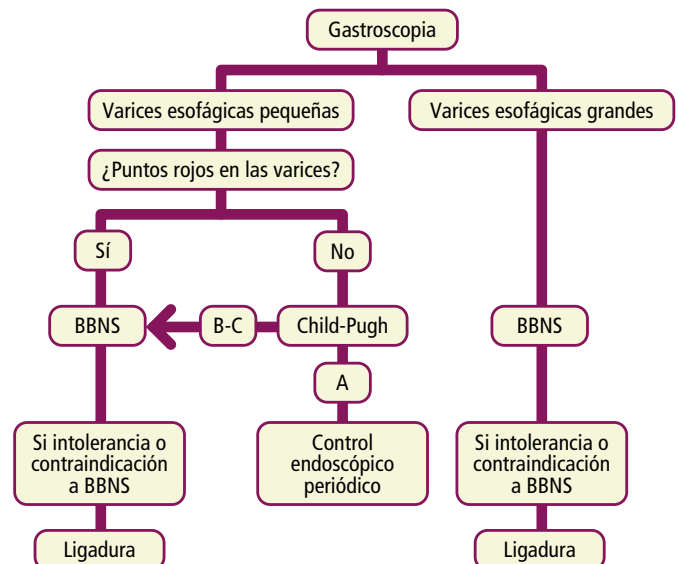 Gastroscopia
Varices esofágicas pequeñas
Varices esofágicas grandes
¿Puntos rojos en las varices?
Sí
No
BBNS
B-C
Child-Pugh
BBNS
A
Si intolerancia o
contraindicación
a BBNS
Control
endoscópico
periódico
Si intolerancia o
contraindicación
a BBNS
Ligadura
Ligadura